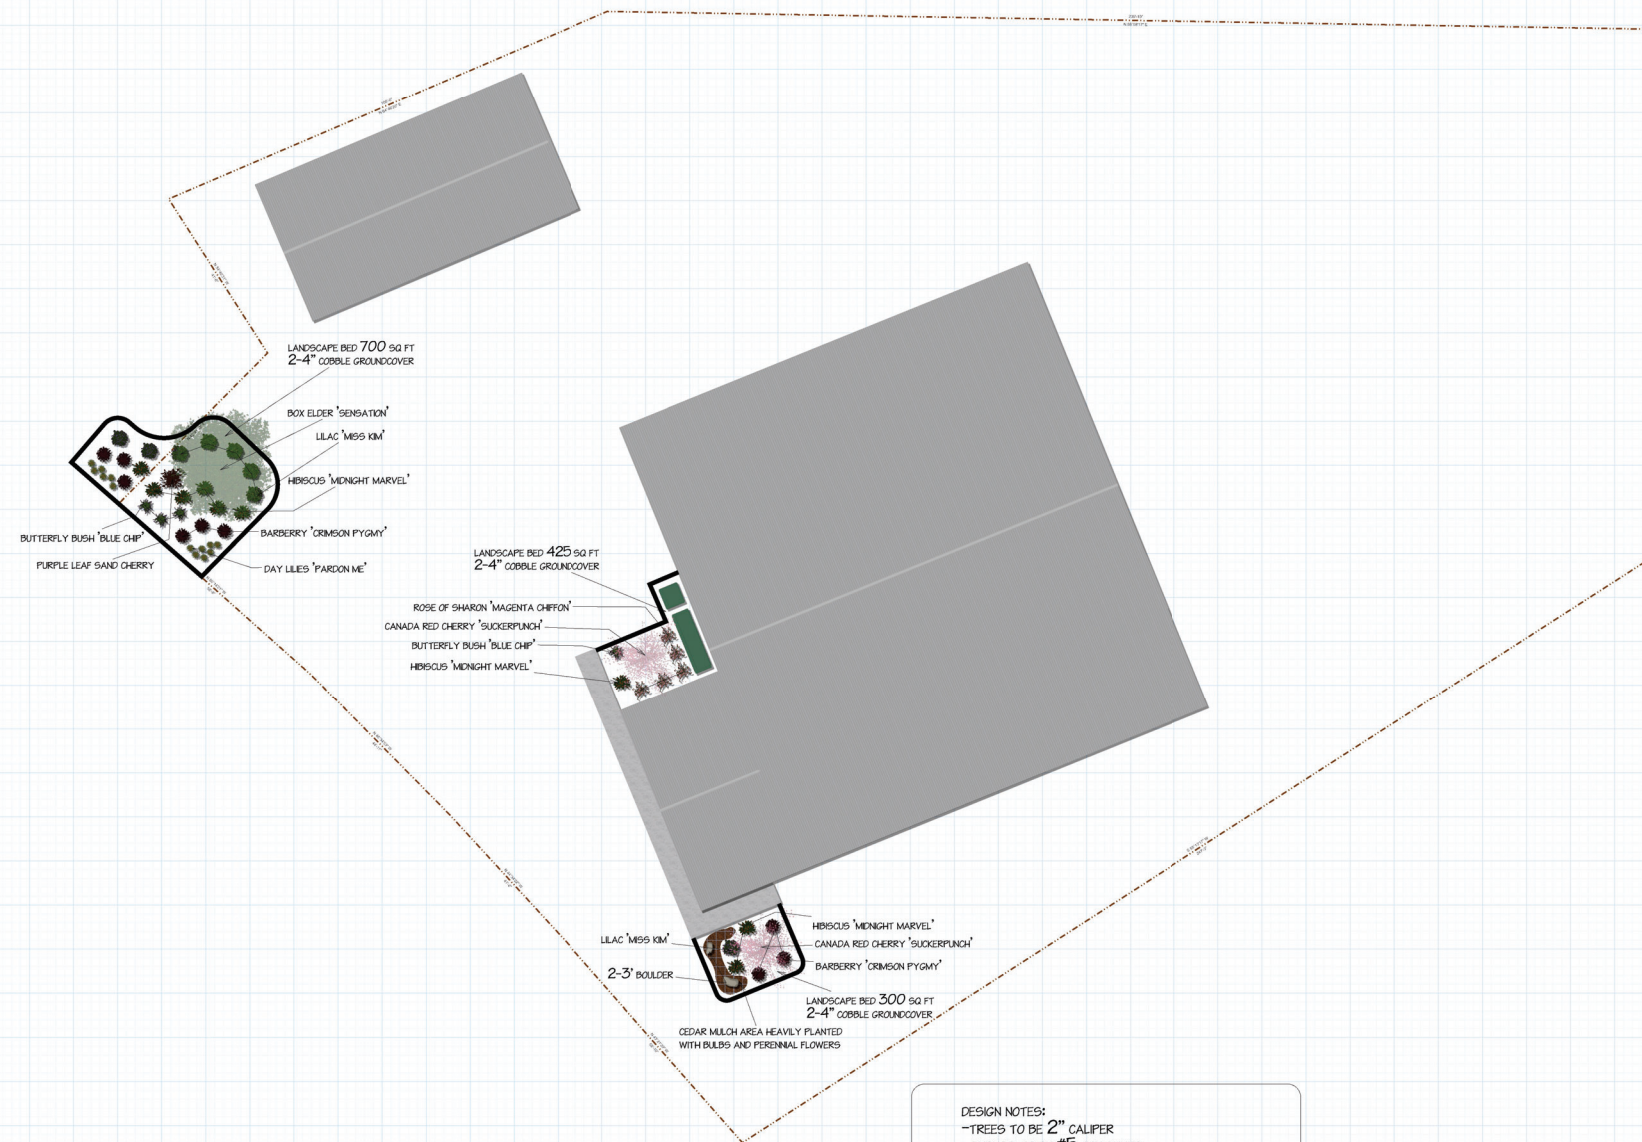 LANDSCAPE BED 700 SQ FT
2-4" COBBLE GROUNDCOVER
BOX ELDER 'SENSATION'
LILAC 'MISS KIM'
HIBISCUS 'MIDNIGHT MARVEL'
BARBERRY 'CRIMSON PYGMY'
BUTTERFLY BUSH 'BLUE CHIP'
PURPLE LEAF SAND CHERRY
DAY LILIES 'PARDON ME'
LANDSCAPE BED 425 SQ FT
2-4" COBBLE GROUNDCOVER
ROSE OF SHARON 'MAGENTA CHIFFON'
CANADA RED CHERRY 'SUCKERPUNCH'
BUTTERFLY BUSH 'BLUE CHIP'
HIBISCUS 'MIDNIGHT MARVEL'
HIBISCUS 'MIDNIGHT MARVEL'
LILAC 'MISS KIM'
CANADA RED CHERRY 'SUCKERPUNCH'
BARBERRY 'CRIMSON PYGMY'
2-3' BOULDER
LANDSCAPE BED 300 SQ FT
2-4" COBBLE GROUNDCOVER
CEDAR MULCH AREA HEAVILY PLANTED
WITH BULBS AND PERENNIAL FLOWERS
DESIGN NOTES:
-TREES TO BE 2" CALIPER